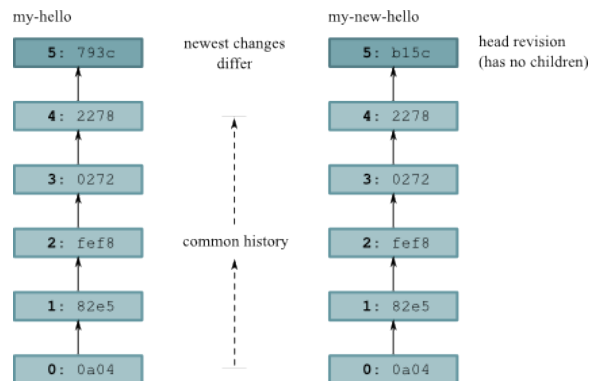 my-hello
my-new-hello
5: 793c
newest changes
differ
5: b15c
head revision
(has no children)
4: 2278
4: 2278
3: 0272
3: 0272
2: fef8
common history
2: fef8
1: 82e5
1: 82e5
0: 0a04
0: 0a04